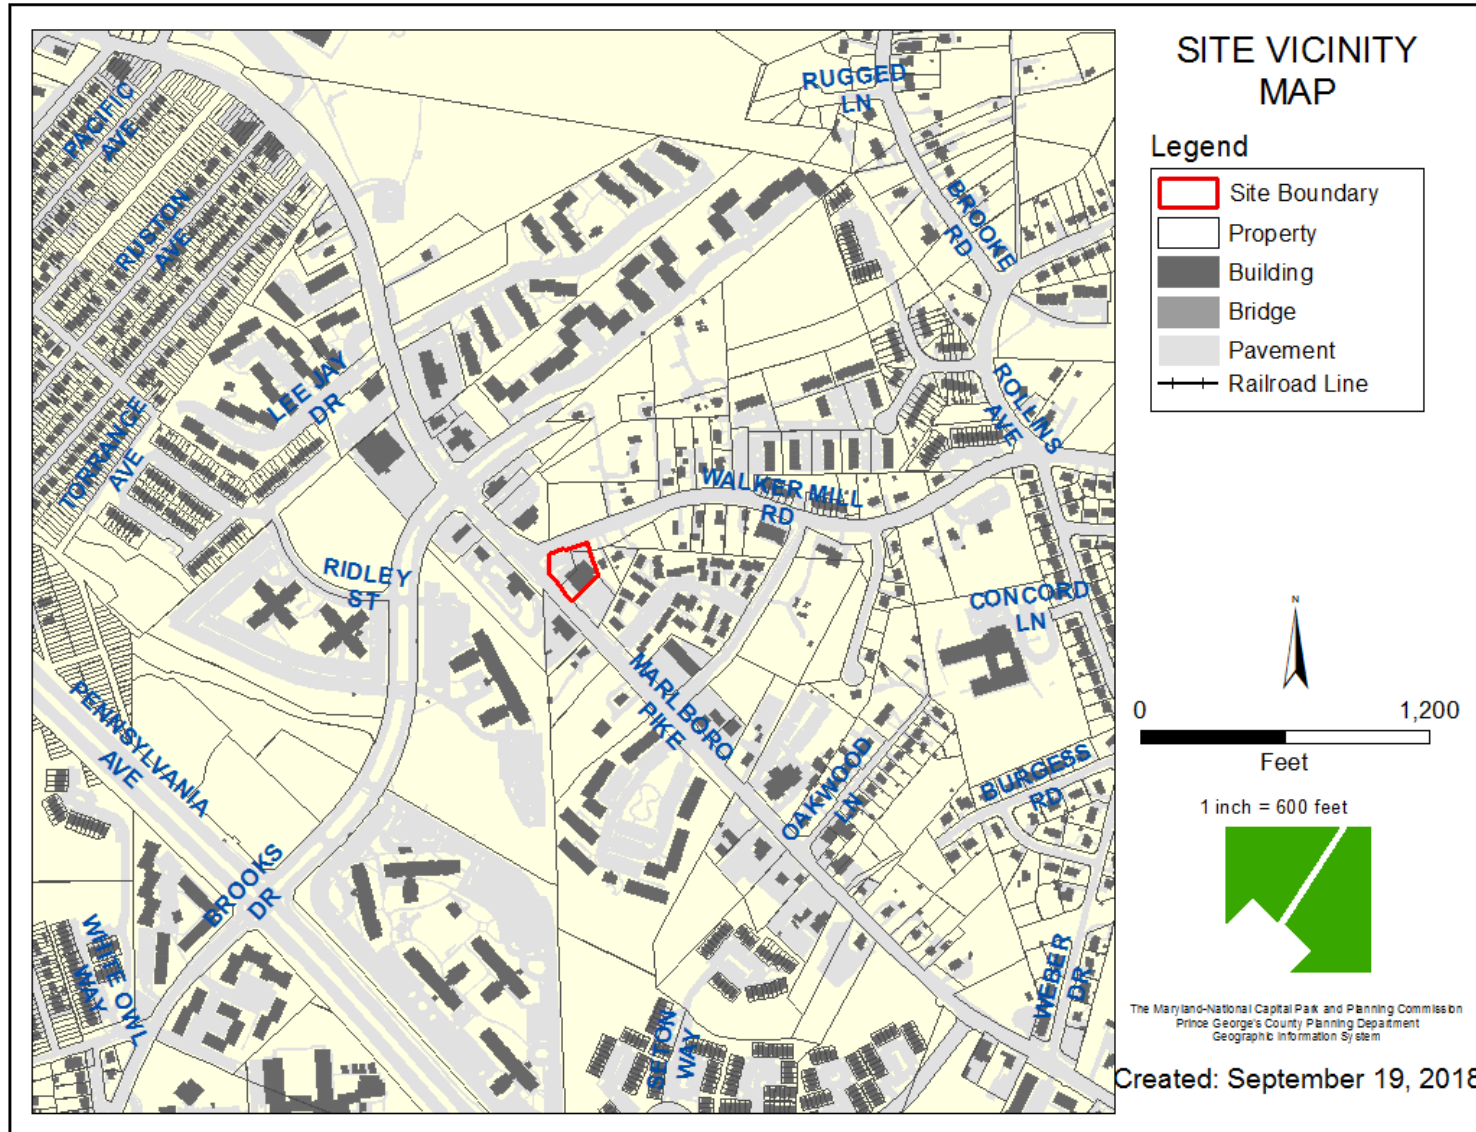 SITE VICINITY
MAP
Legend
Site Boundary
Property
Building
Bridge
Pavement
Railroad Line
N
0
1,200
Feet
1 inch = 600 feet
The Maryland-National Capital Park and Planning Commission
Prince George's County Planning Department
Geographic Information System
Created: September 19, 2018
RUGGED
LN
PACIFIC
AVE
RUSTON
AVE
BROOKE
RD
LEE JAY
DR
TORRANCE
AVE
ROLLINS
AVE
WALKER MILL
RD
RIDLEY
ST
CONCORD
LN
MARLBORO
PIKE
PENNSYLVANIA
AVE
OAKWOOD
LN
BURGESS
RD
BROOKS
DR
WHITE OWL
WAY
WEBER
DR
SETON
WAY